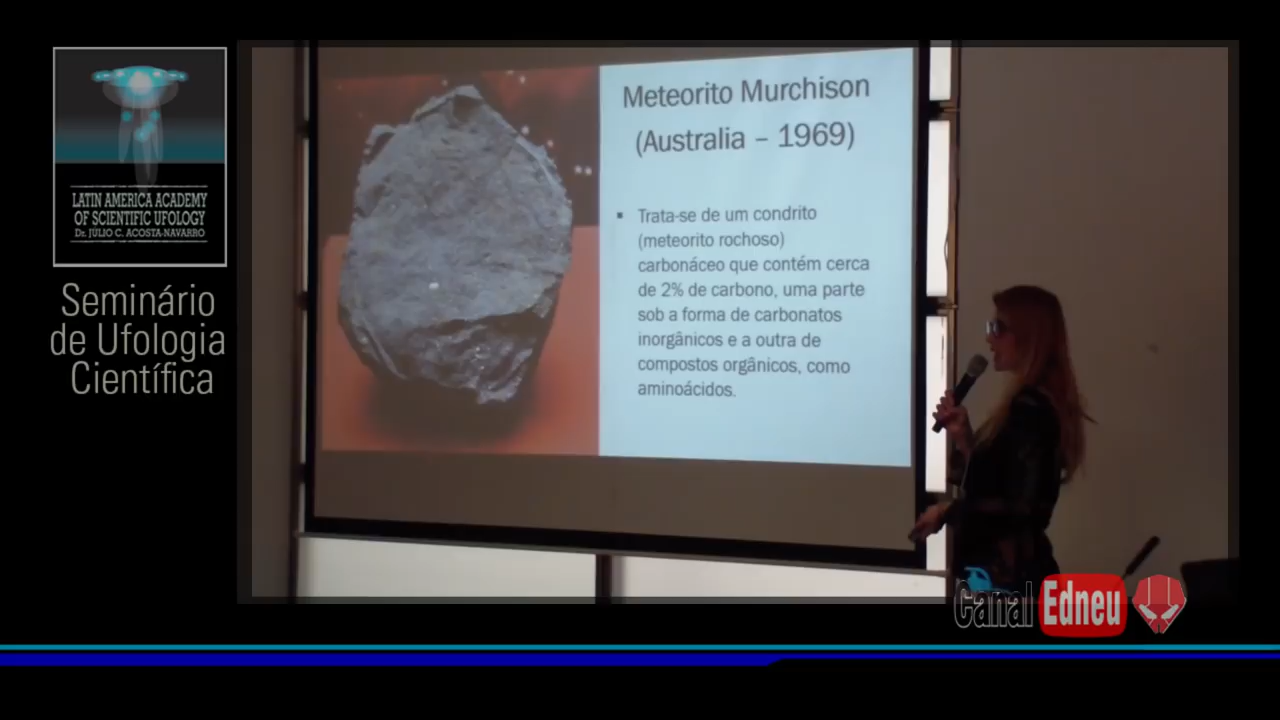 LATIN AMERICA ACADEMY
OF SCIENTIFIC UFOLOGY
Dr. JÚLIO C. ACOSTA-NAVARRO
Seminário
de Ufologia
Científica
Meteorito Murchison
(Australia – 1969)
▪ Trata-se de um condrito
(meteorito rochoso)
carbonáceo que contém cerca
de 2% de carbono, uma parte
sob a forma de carbonatos
inorgânicos e a outra de
compostos orgânicos, como
aminoácidos.
Canal Edneu